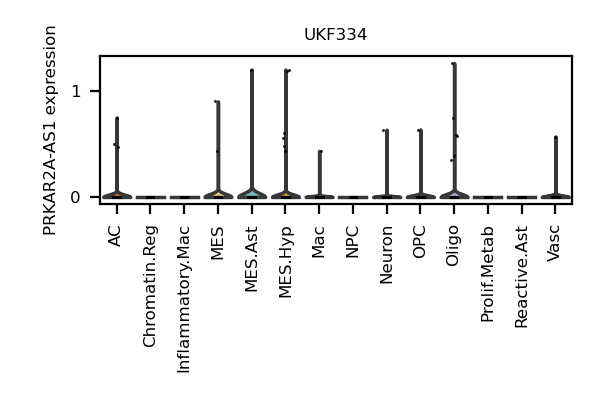 UKF334
PRKAR2A-AS1 expression
1
0
AC
Chromatin.Reg
Inflammatory.Mac
MES
MES.Ast
MES.Hyp
Mac
NPC
Neuron
OPC
Oligo
Prolif.Metab
Reactive.Ast
Vasc